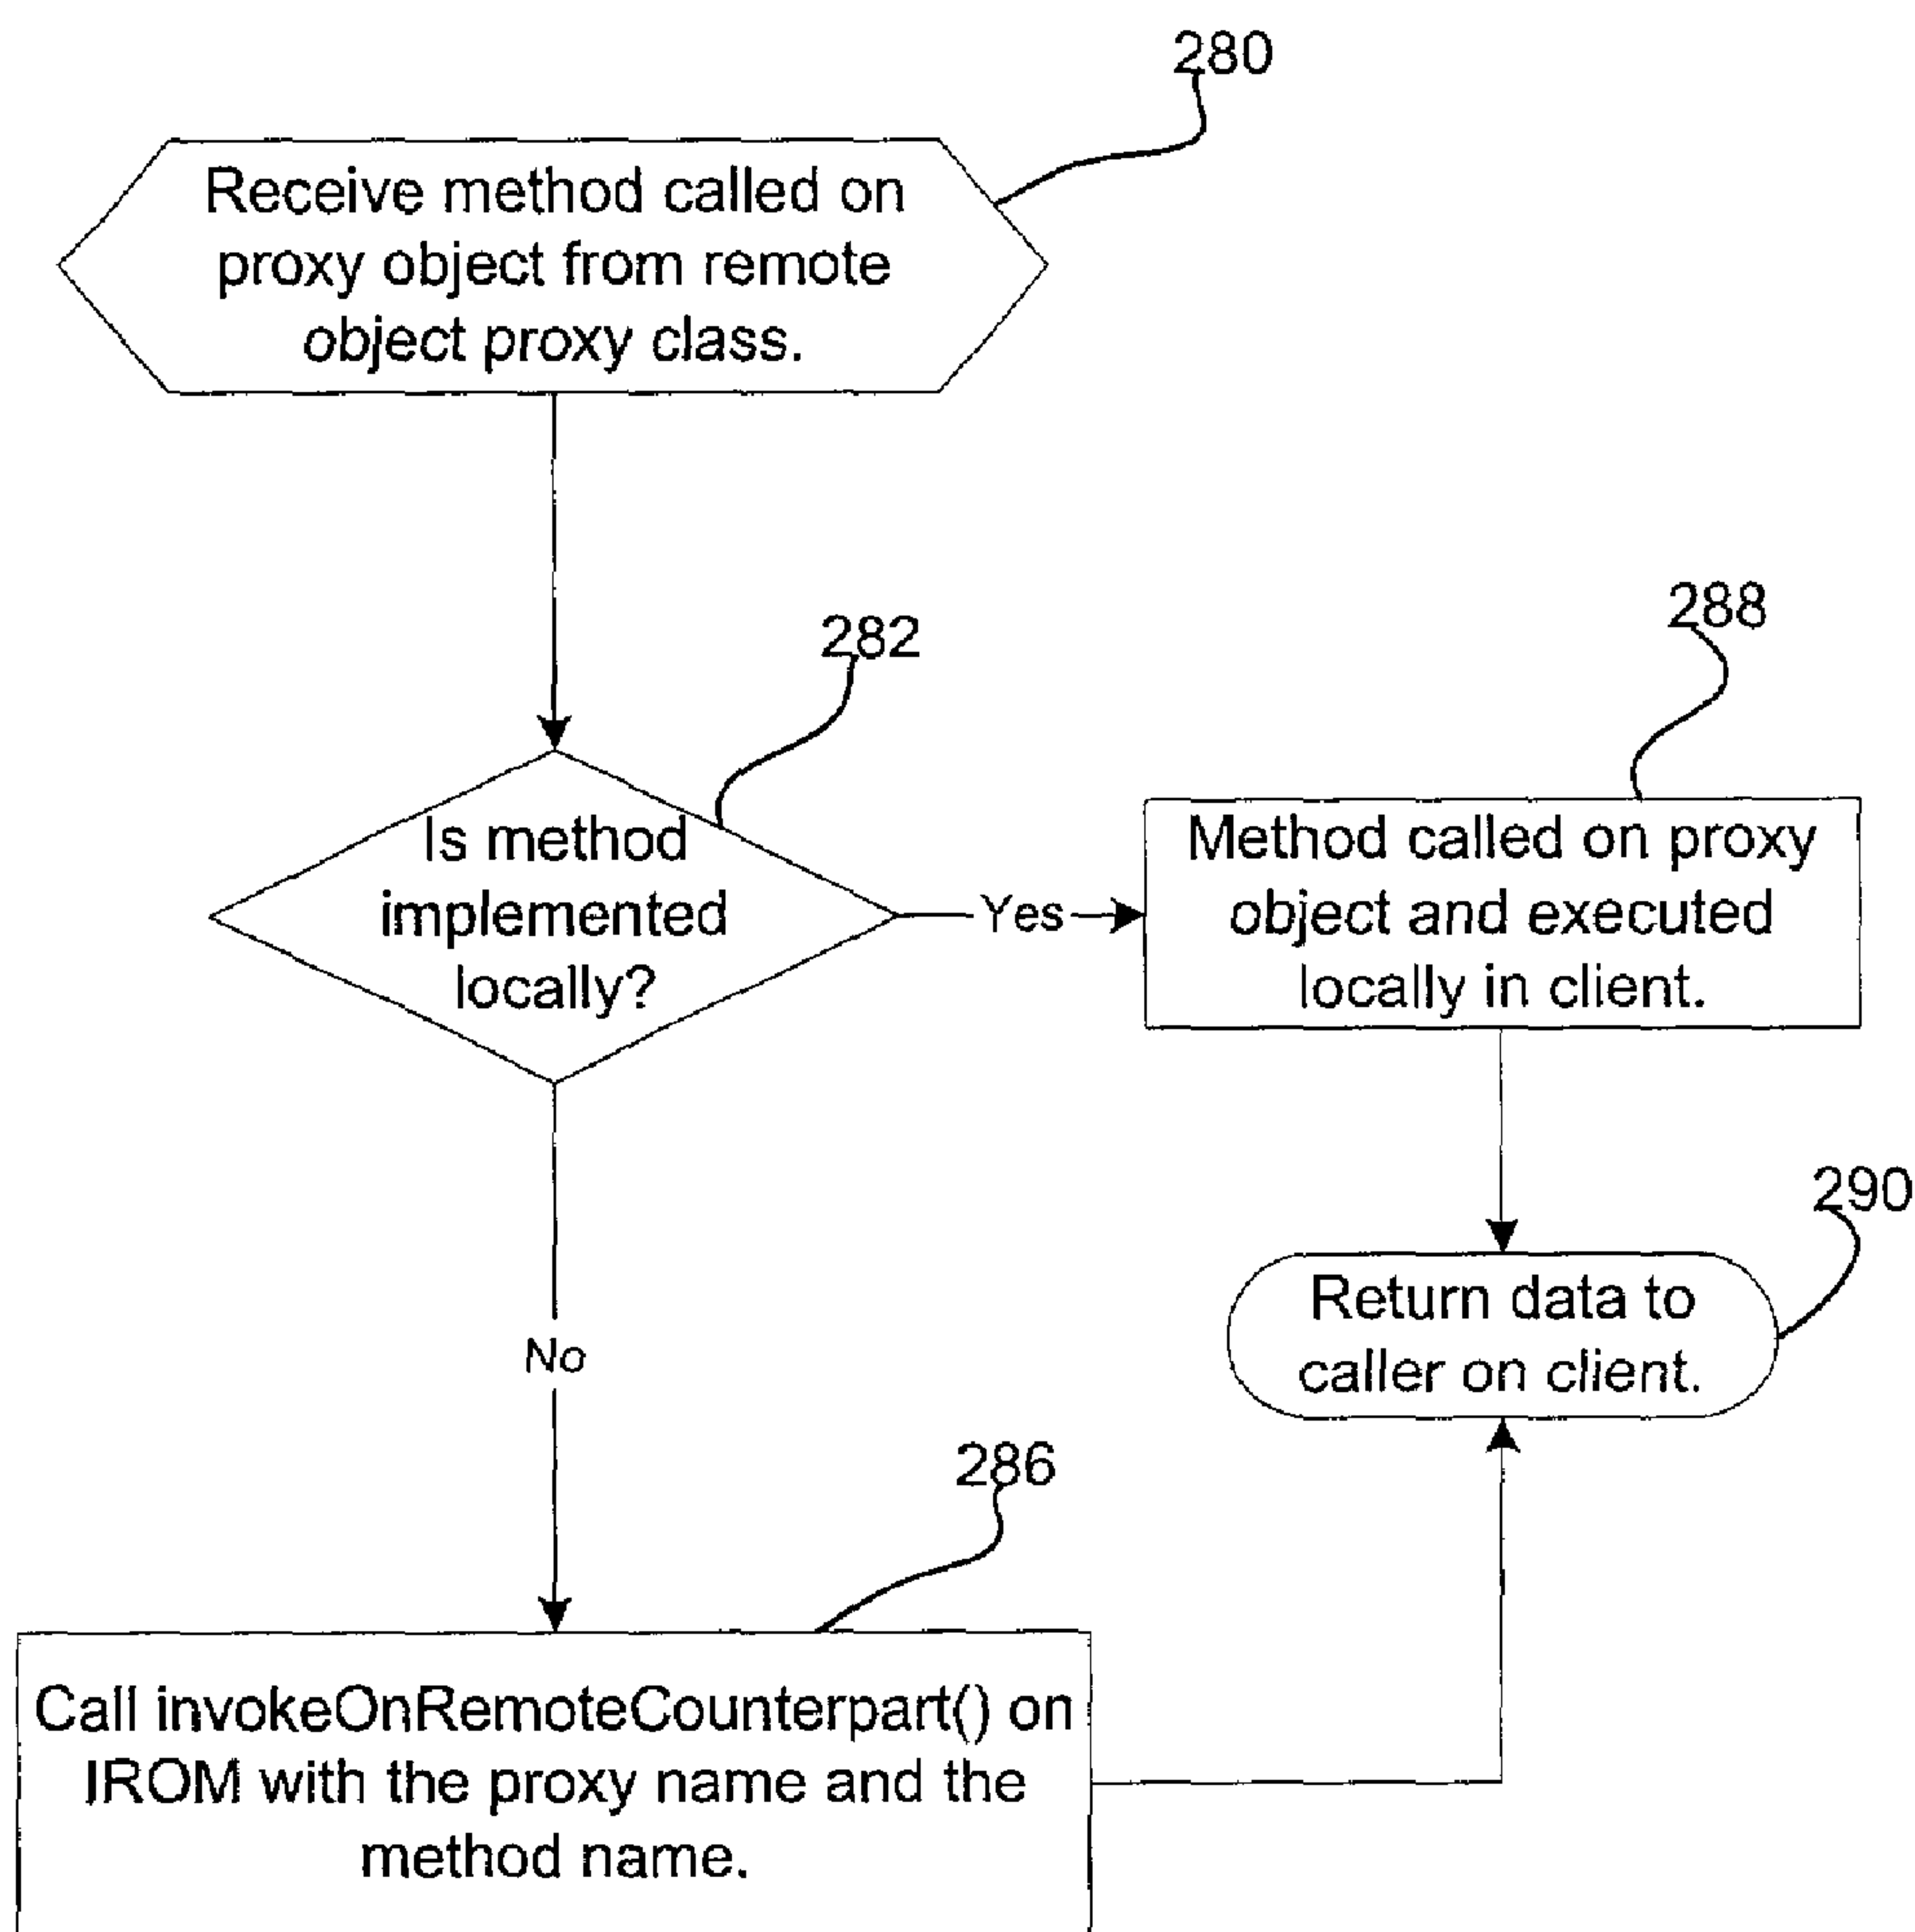 280
Receive method called on
proxy object from remote
object proxy class.
282
Is method
implemented
locally?
Yes
288
Method called on proxy
object and executed
locally in client.
290
Return data to
caller on client.
No
286
Call invokeOnRemoteCounterpart() on
IROM with the proxy name and the
method name.